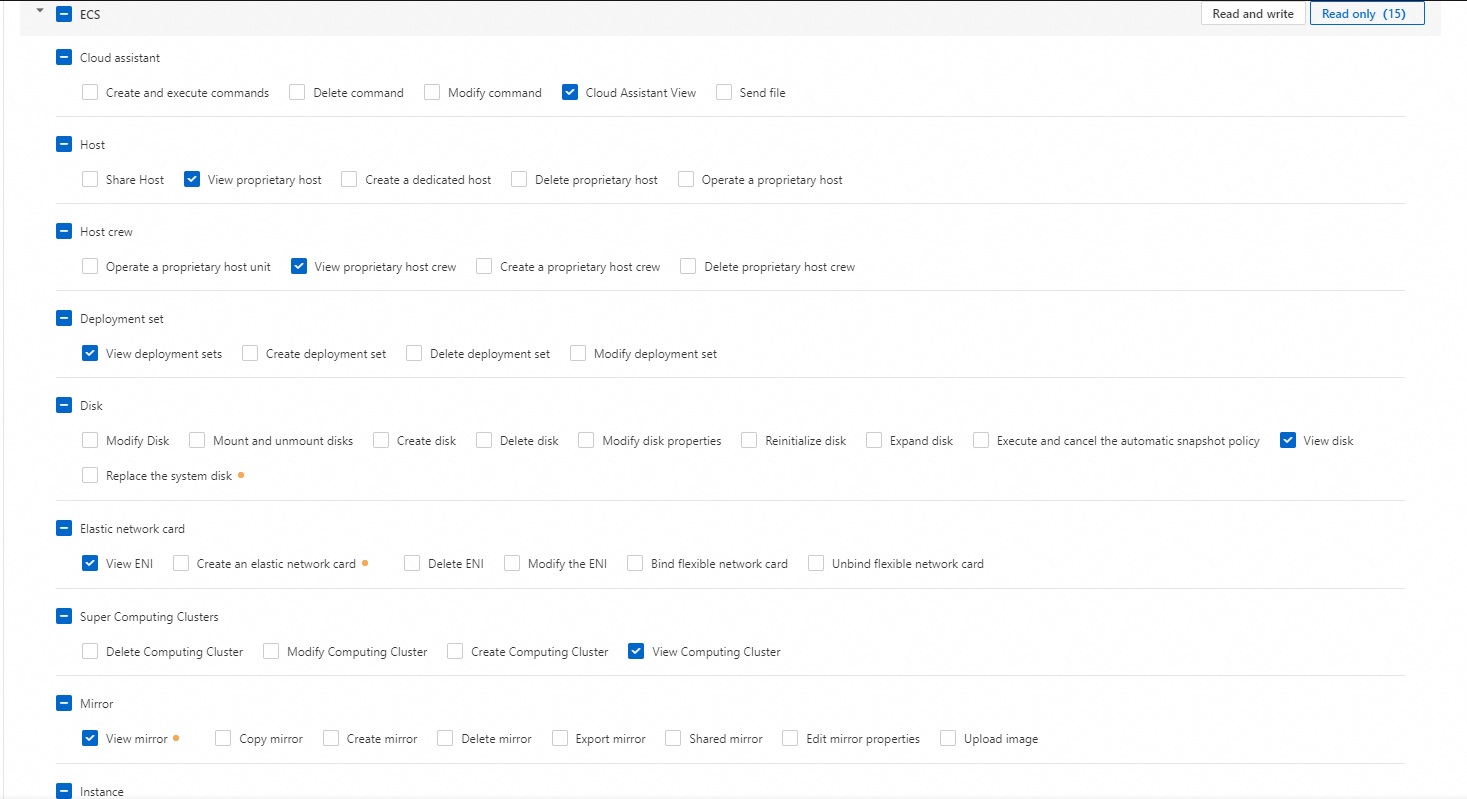 ECS Read and write Read only (15)
Cloud assistant
Create and execute commands Delete command Modify command Cloud Assistant View Send file
Host
Share Host View proprietary host Create a dedicated host Delete proprietary host Operate a proprietary host
Host crew
Operate a proprietary host unit View proprietary host crew Create a proprietary host crew Delete proprietary host crew
Deployment set
View deployment sets Create deployment set Delete deployment set Modify deployment set
Disk
Modify Disk Mount and unmount disks Create disk Delete disk Modify disk properties Reinitialize disk Expand disk Execute and cancel the automatic snapshot policy View disk
Replace the system disk
Elastic network card
View ENI Create an elastic network card Delete ENI Modify the ENI Bind flexible network card Unbind flexible network card
Super Computing Clusters
Delete Computing Cluster Modify Computing Cluster Create Computing Cluster View Computing Cluster
Mirror
View mirror Copy mirror Create mirror Delete mirror Export mirror Shared mirror Edit mirror properties Upload image
Instance